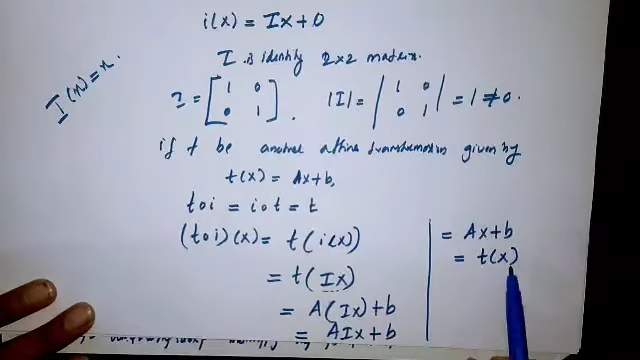 i(x) = Ix + 0
I is identity 2x2 matrix.
I(x) = x.
I = [ 1 0
0 1 ] . |I| = | 1 0
0 1 | = 1 ≠ 0.
if t be another affine transformation given by
t(x) = Ax + b,
toi = iot = t
(toi)(x) = t(i(x))
= t(Ix)
= A(Ix) + b
= AIx + b
= Ax + b
= t(x)